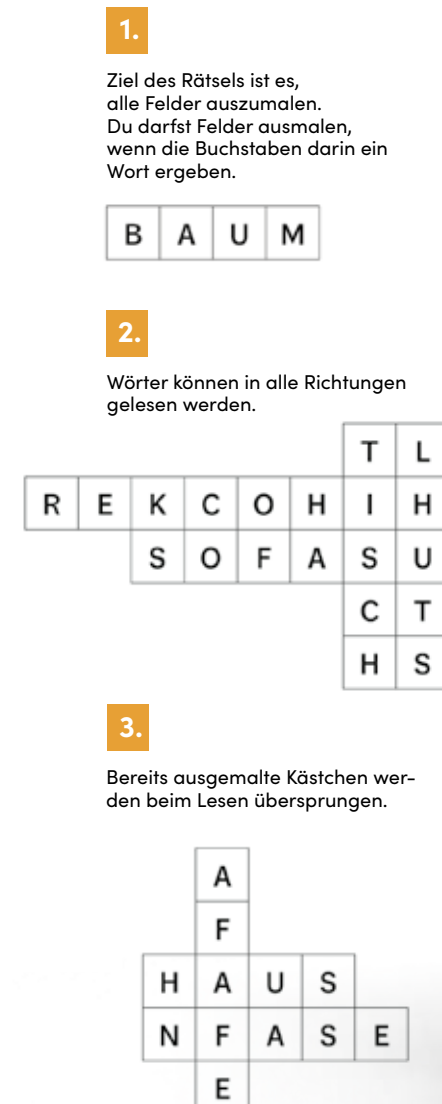 1.
Ziel des Rätsels ist es,
alle Felder auszumalen.
Du darfst Felder ausmalen,
wenn die Buchstaben darin ein
Wort ergeben.
B A U M
2.
Wörter können in alle Richtungen
gelesen werden.
T L
R E K C O H I H
S O F A S U
C T
H S
3.
Bereits ausgemalte Kästchen wer-
den beim Lesen übersprungen.
A
F
H A U S
N F A S E
E